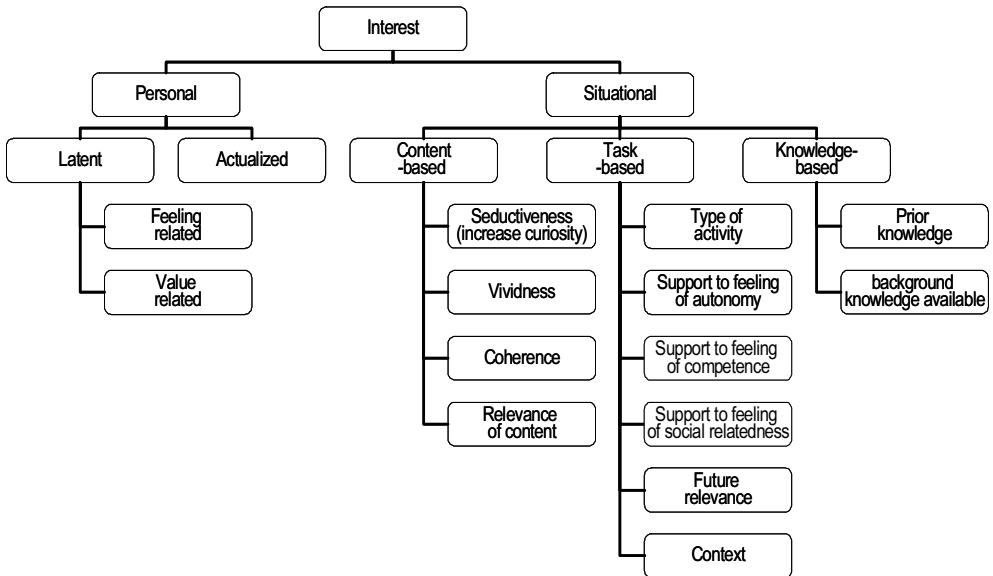 Interest
Personal
Situational
Latent
Actualized
Content
-based
Task
-based
Knowledge-
based
Feeling
related
Value
related
Seductiveness
(increase curiosity)
Vividness
Coherence
Relevance
of content
Type of
activity
Support to feeling
of autonomy
Support to feeling
of competence
Support to feeling
of social relatedness
Future
relevance
Context
Prior
knowledge
background
knowledge available